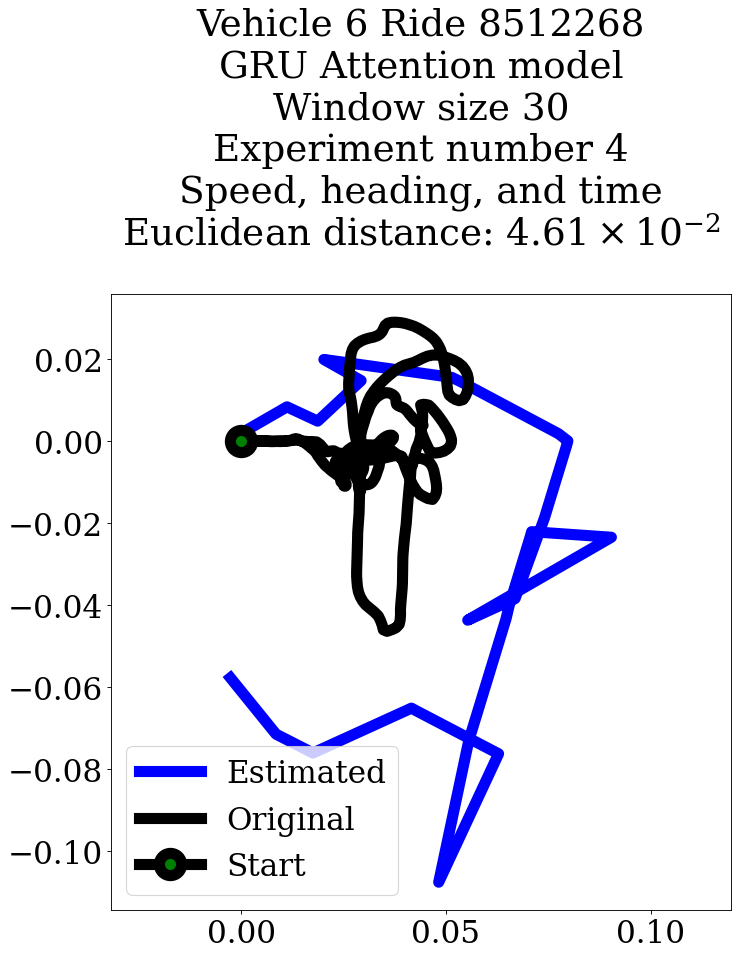 Vehicle 6 Ride 8512268
GRU Attention model
Window size 30
Experiment number 4
Speed, heading, and time
Euclidean distance: 4.61 × 10⁻²
0.02
0.00
−0.02
−0.04
−0.06
−0.08
−0.10
Estimated
Original
Start
0.00 0.05 0.10